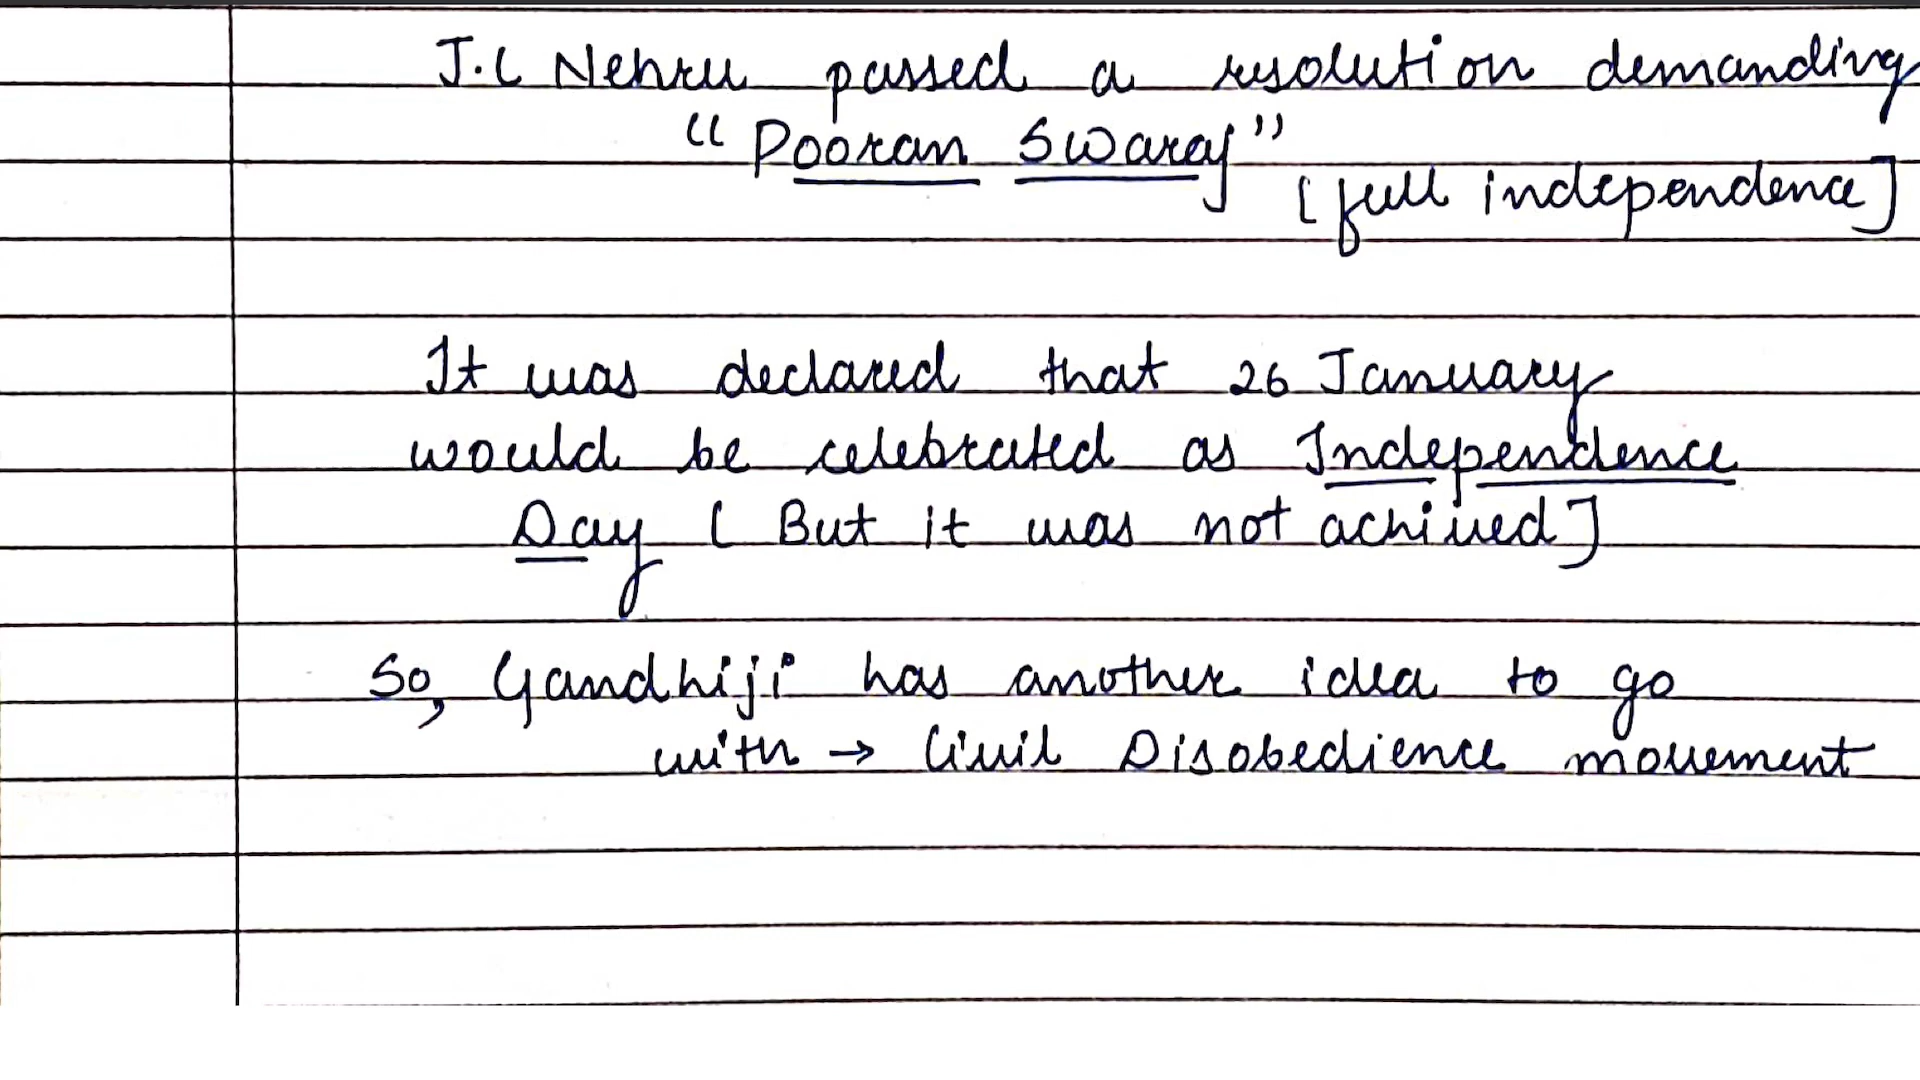 J.L Nehru passed a resolution demanding
"Pooran Swaraj"
[full independence]
It was declared that 26 January
would be celebrated as Independence
Day [But it was not achived]
So, Gandhiji has another idea to go
with → Civil Disobedience movement